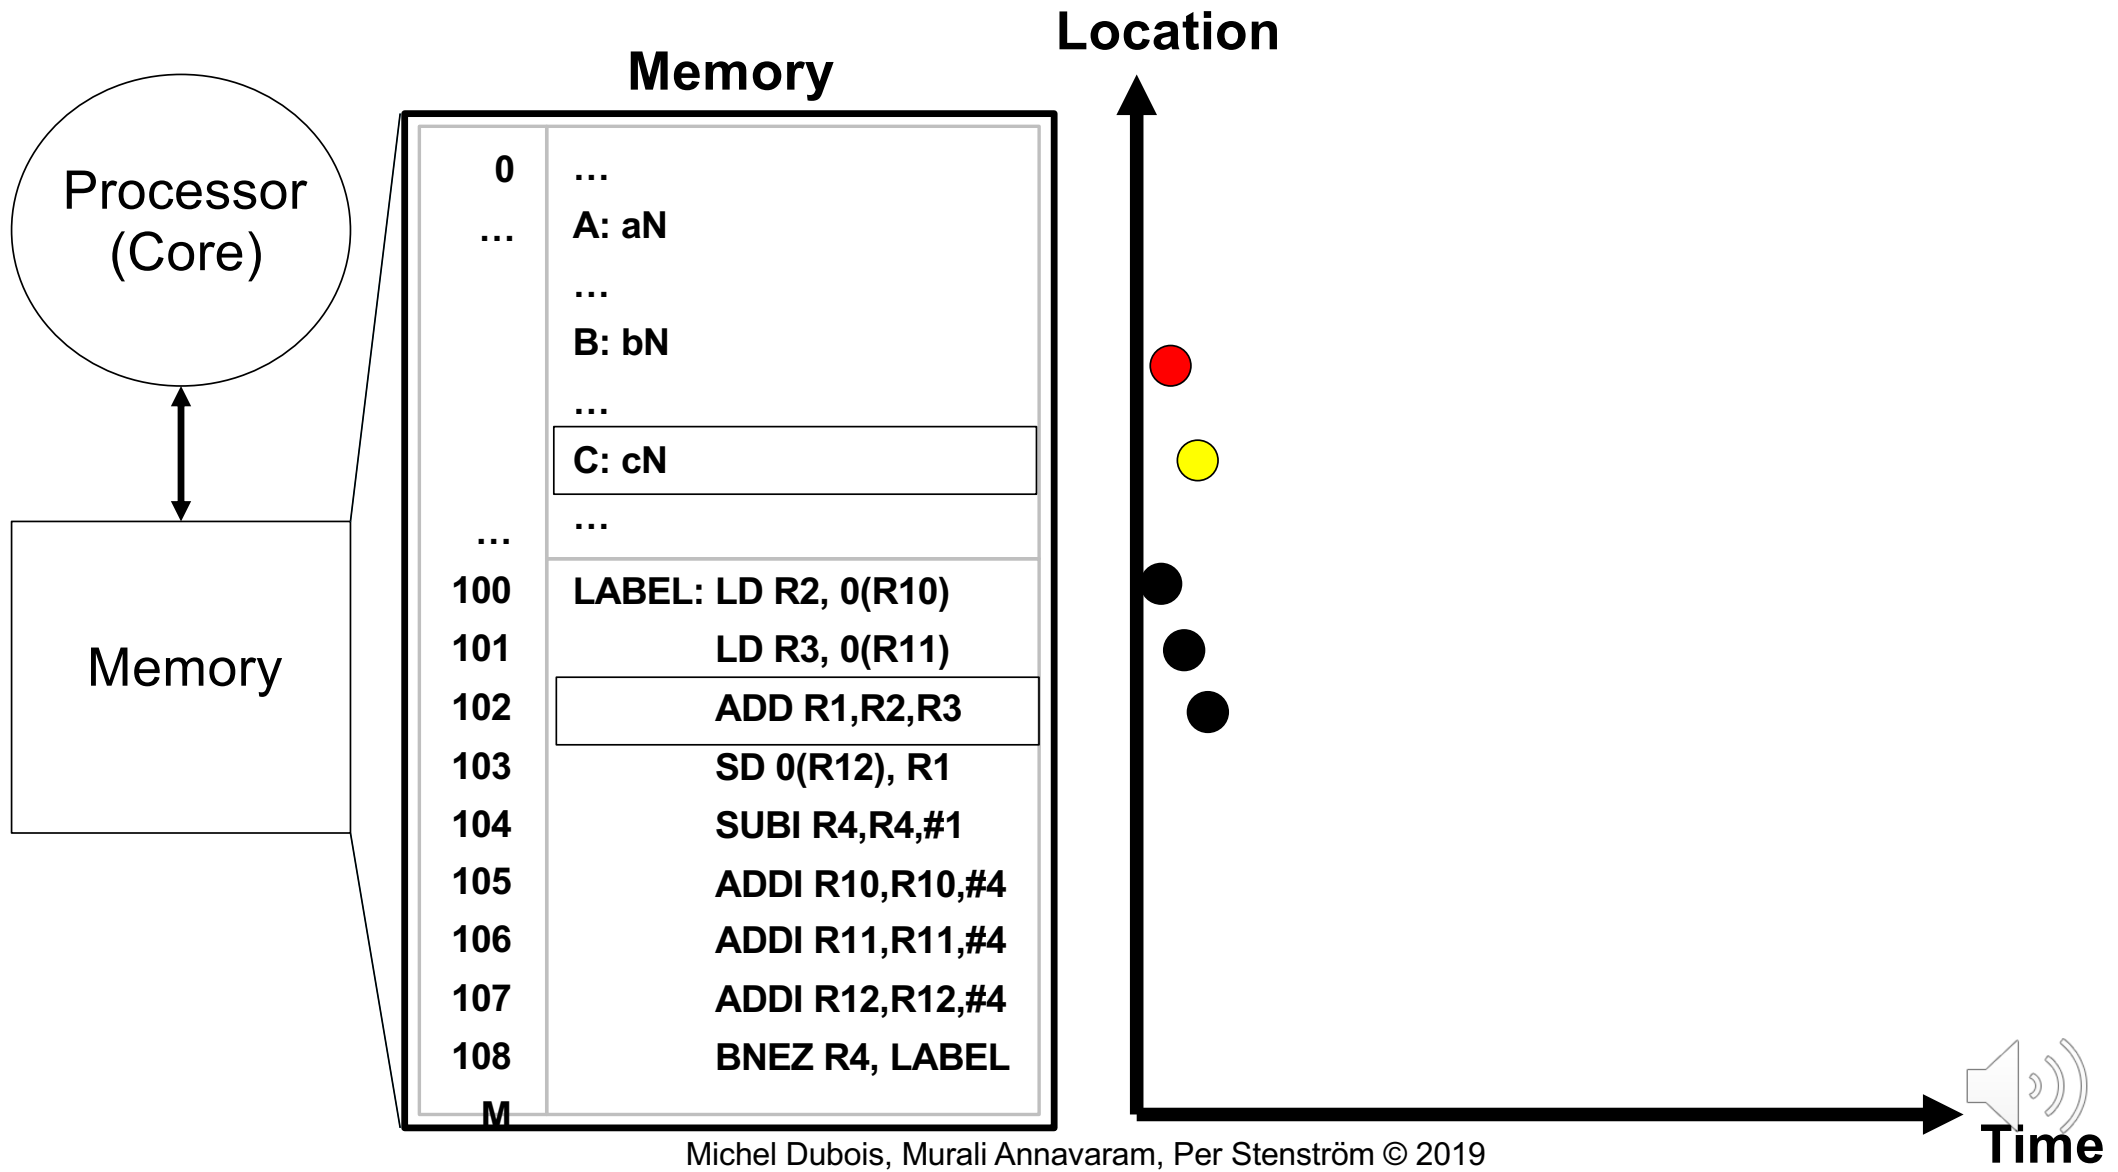 Location
Memory
Processor
(Core)
0 …
… A: aN
…
B: bN
…
C: cN
…
…
100 LABEL: LD R2, 0(R10)
101 LD R3, 0(R11)
102 ADD R1,R2,R3
103 SD 0(R12), R1
104 SUBI R4,R4,#1
105 ADDI R10,R10,#4
106 ADDI R11,R11,#4
107 ADDI R12,R12,#4
108 BNEZ R4, LABEL
M
Memory
Time
Michel Dubois, Murali Annavaram, Per Stenström © 2019